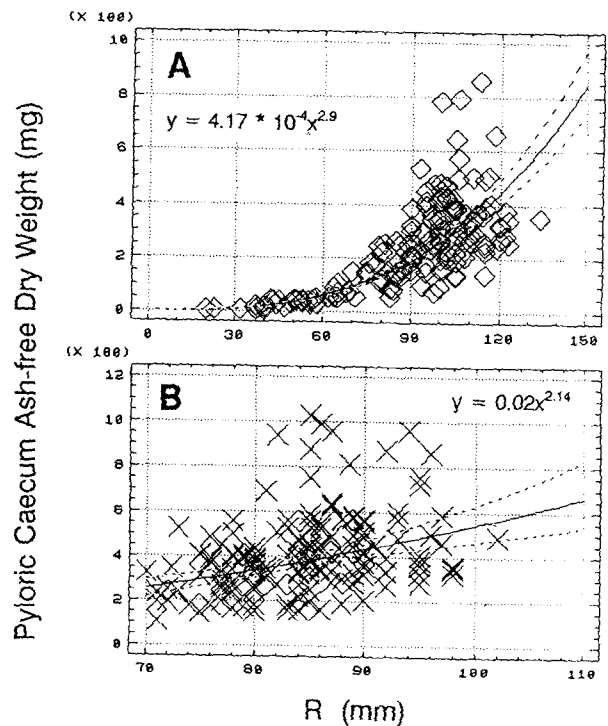 (X 100)
10
8
6
4
2
0
A
y = 4.17 * 10⁻⁴x²·⁹
0 30 60 90 120 150
(X 100)
12
10
8
6
4
2
0
B
y = 0.02x²·¹⁴
70 80 90 100 110
Pyloric Caecum Ash-free Dry Weight (mg)
R (mm)